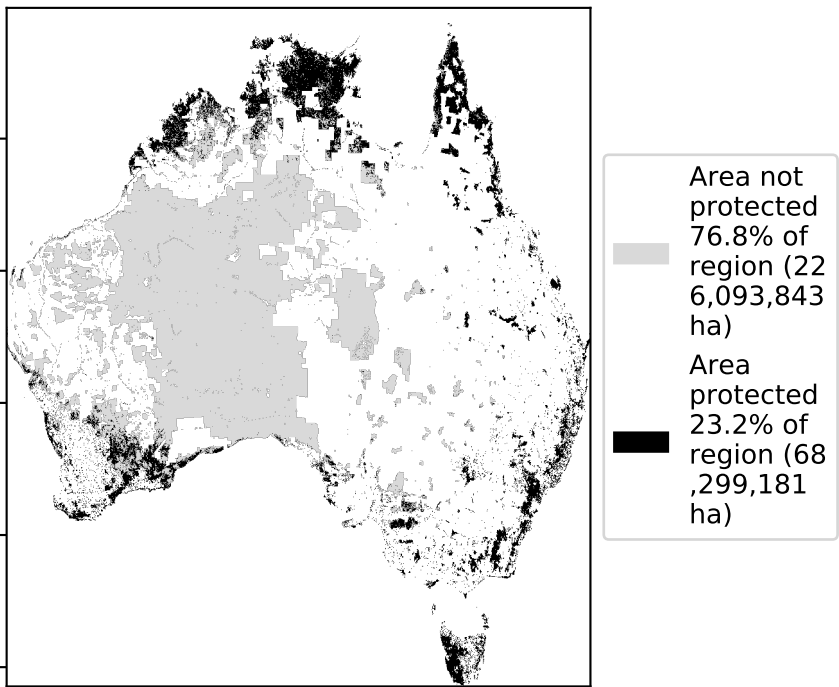 Area not
protected
76.8% of
region (22
6,093,843
ha)
Area
protected
23.2% of
region (68
,299,181
ha)